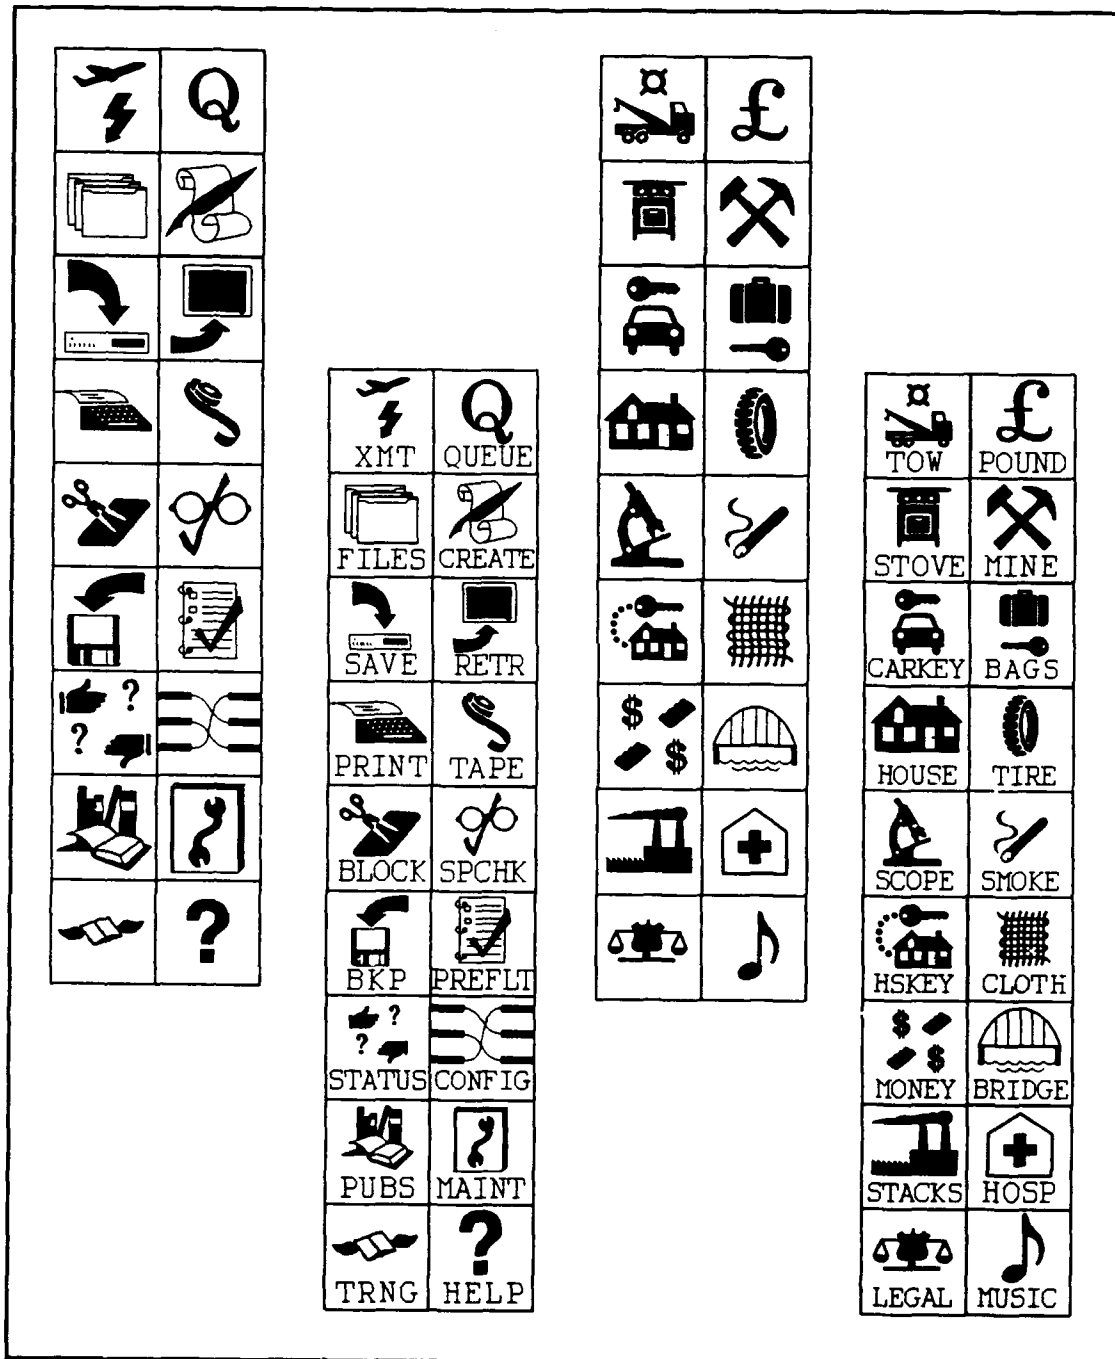 Q
£
? ?
$
$
?
XMT QUEUE
FILES CREATE
SAVE RETR
PRINT TAPE
BLOCK SPCHK
BKP PREFLT
?
?
STATUS CONFIG
PUBS MAINT
TRNG HELP
TOW POUND
STOVE MINE
CARKEY BAGS
HOUSE TIRE
SCOPE SMOKE
HSKEY CLOTH
$
$
MONEY BRIDGE
STACKS HOSP
LEGAL MUSIC